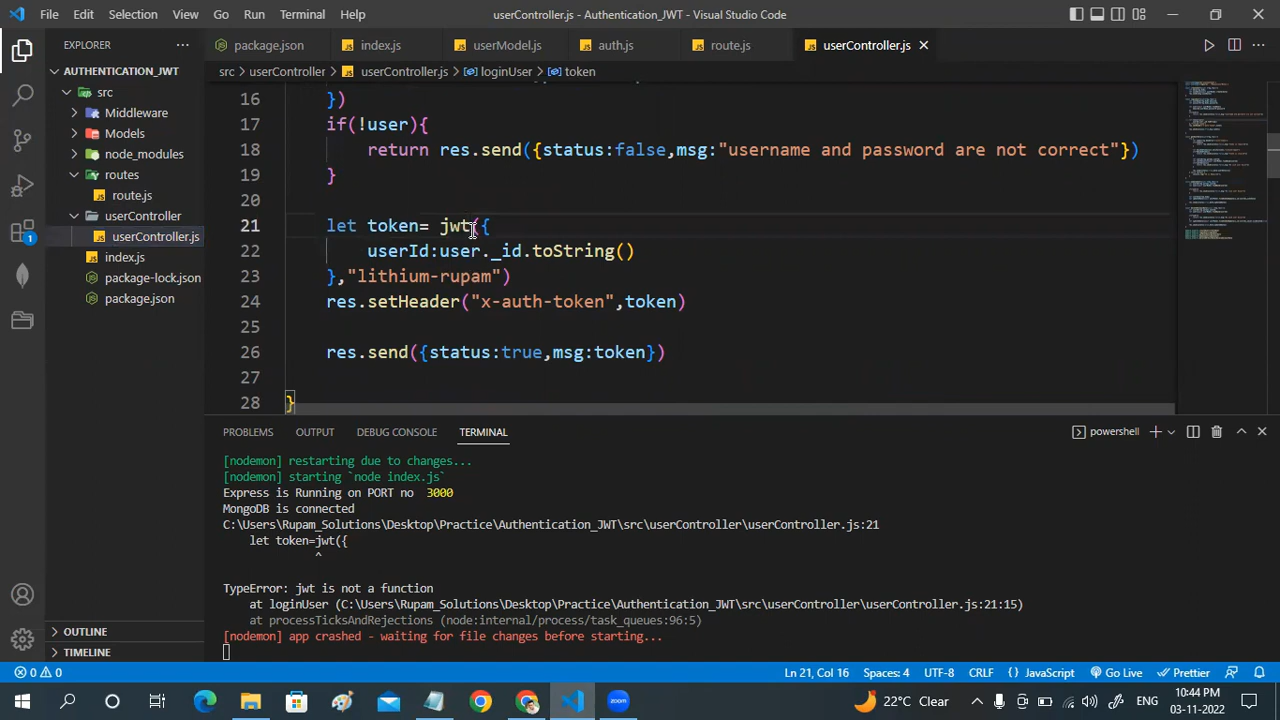 File Edit Selection View Go Run Terminal Help
userController.js - Authentication_JWT - Visual Studio Code
EXPLORER
package.json index.js userModel.js auth.js route.js userController.js
AUTHENTICATION_JWT
src > userController > userController.js > loginUser > token
src
Middleware
Models
node_modules
routes
route.js
userController
userController.js
index.js
package-lock.json
package.json
16 })
17 if(!user){
18 return res.send({status:false,msg:"username and password are not correct"})
19 }
20
21 let token= jwt({
22 userId:user._id.toString()
23 },"lithium-rupam")
24 res.setHeader("x-auth-token",token)
25
26 res.send({status:true,msg:token})
27
28 }
PROBLEMS OUTPUT DEBUG CONSOLE TERMINAL
powershell
[nodemon] restarting due to changes...
[nodemon] starting `node index.js`
Express is Running on PORT no 3000
MongoDB is connected
C:\Users\Rupam_Solutions\Desktop\Practice\Authentication_JWT\src\userController\userController.js:21
let token=jwt({
^
TypeError: jwt is not a function
at loginUser (C:\Users\Rupam_Solutions\Desktop\Practice\Authentication_JWT\src\userController\userController.js:21:15)
at processTicksAndRejections (node:internal/process/task_queues:96:5)
[nodemon] app crashed - waiting for file changes before starting...
1
OUTLINE
TIMELINE
0 0
Ln 21, Col 16 Spaces: 4 UTF-8 CRLF JavaScript Go Live Prettier
22°C Clear
ENG
10:44 PM
03-11-2022